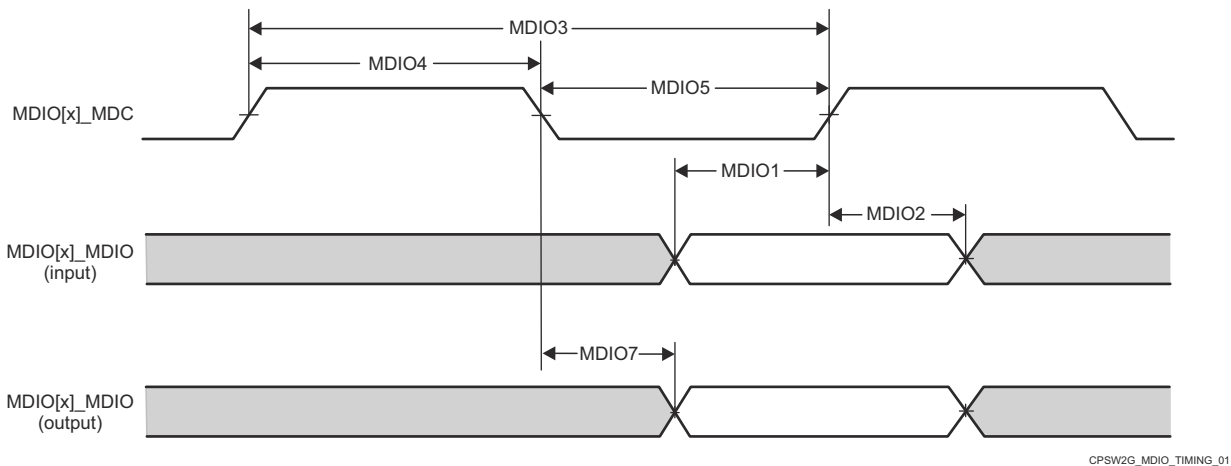 MDIO3
MDIO4
MDIO5
MDIO[x]_MDC
MDIO1
MDIO2
MDIO[x]_MDIO
(input)
MDIO7
MDIO[x]_MDIO
(output)
CPSW2G_MDIO_TIMING_01